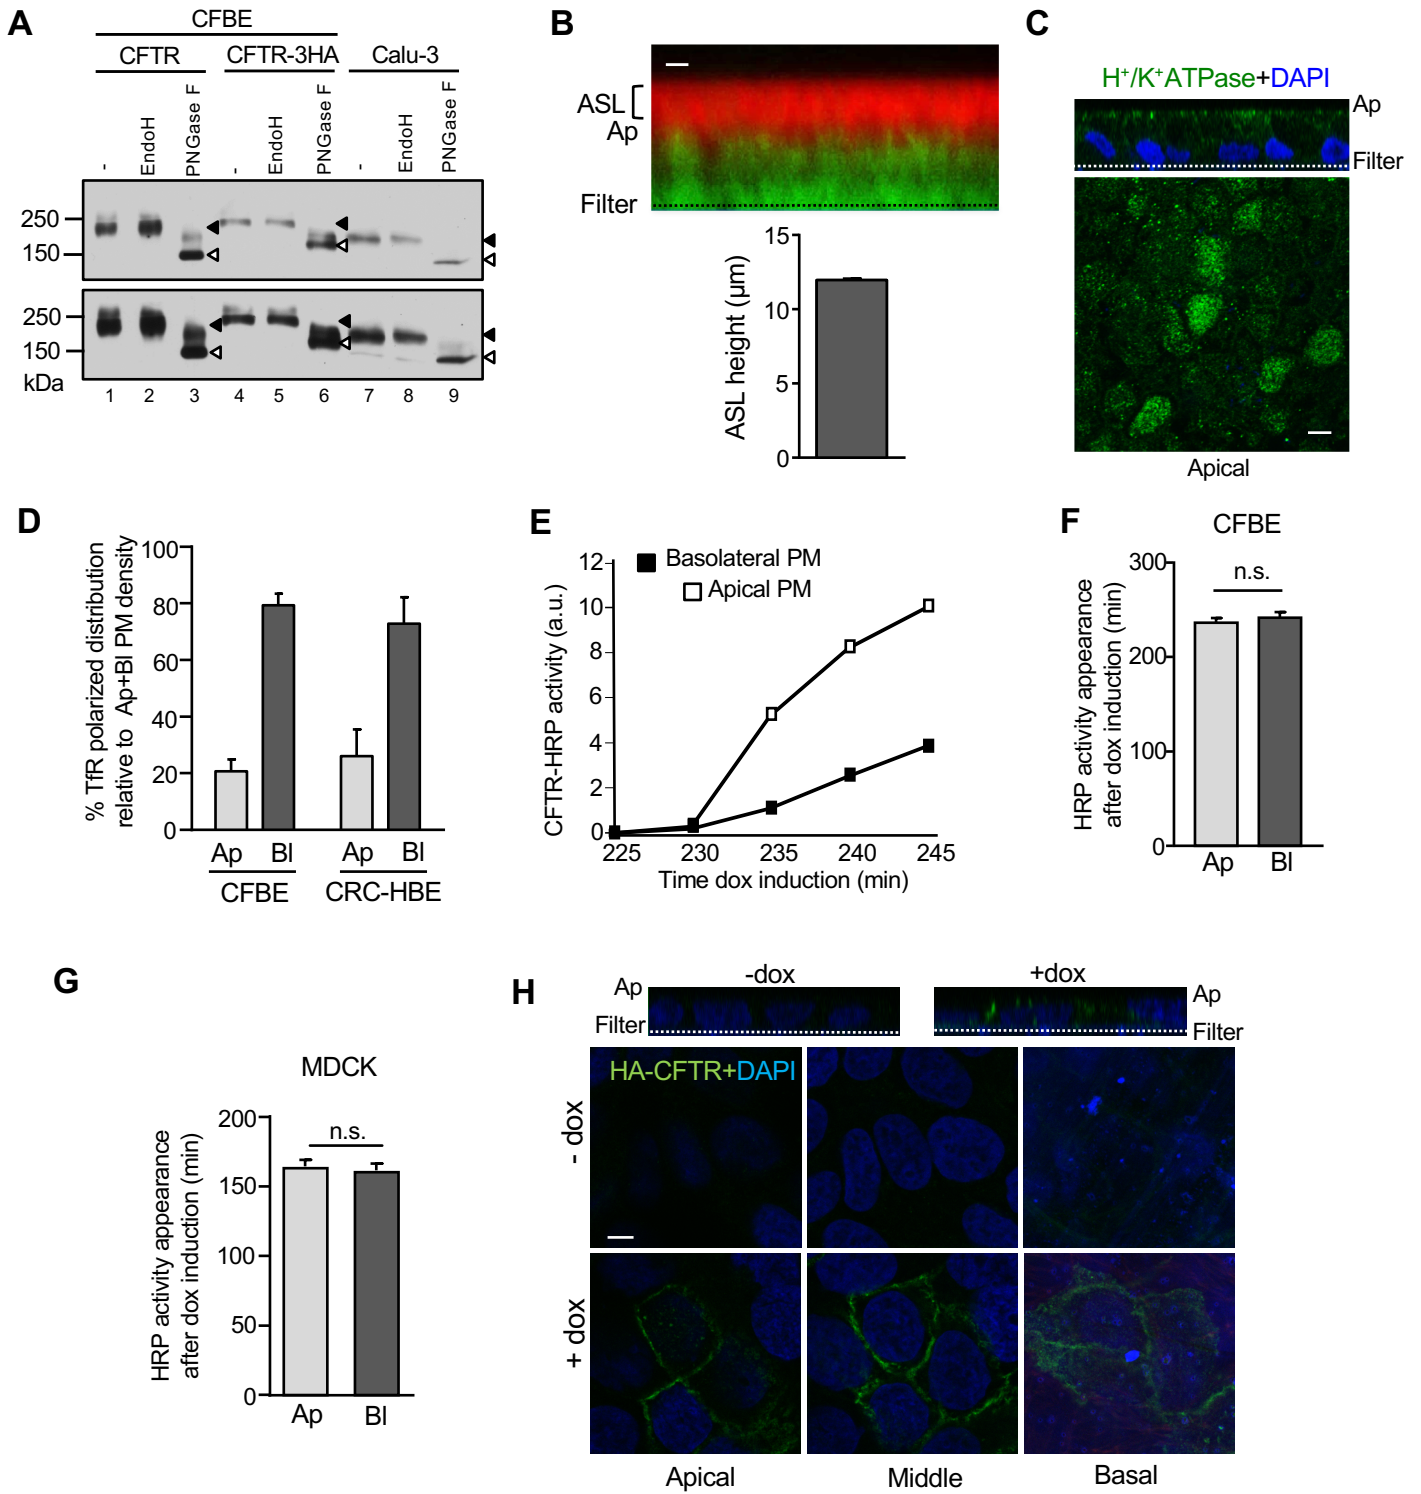 A
CFBE
CFTR
CFTR-3HA
Calu-3
-
EndoH
PNGase F
-
EndoH
PNGase F
-
EndoH
PNGase F
250
150
250
150
kDa
1 2 3 4 5 6 7 8 9
B
ASL
Ap
Filter
ASL height (µm)
15
10
5
0
C
H+/K+ATPase+DAPI
Ap
Filter
Apical
D
% TfR polarized distribution
relative to Ap+Bl PM density
100
80
60
40
20
0
Ap Bl Ap Bl
CFBE CRC-HBE
E
Basolateral PM
Apical PM
CFTR-HRP activity (a.u.)
12
10
8
6
4
2
0
225 230 235 240 245
Time dox induction (min)
F
CFBE
n.s.
HRP activity appearance
after dox induction (min)
300
200
100
0
Ap Bl
G
MDCK
n.s.
HRP activity appearance
after dox induction (min)
200
150
100
50
0
Ap Bl
H
-dox
+dox
Ap
Filter
Ap
Filter
HA-CFTR+DAPI
- dox
+ dox
Apical
Middle
Basal